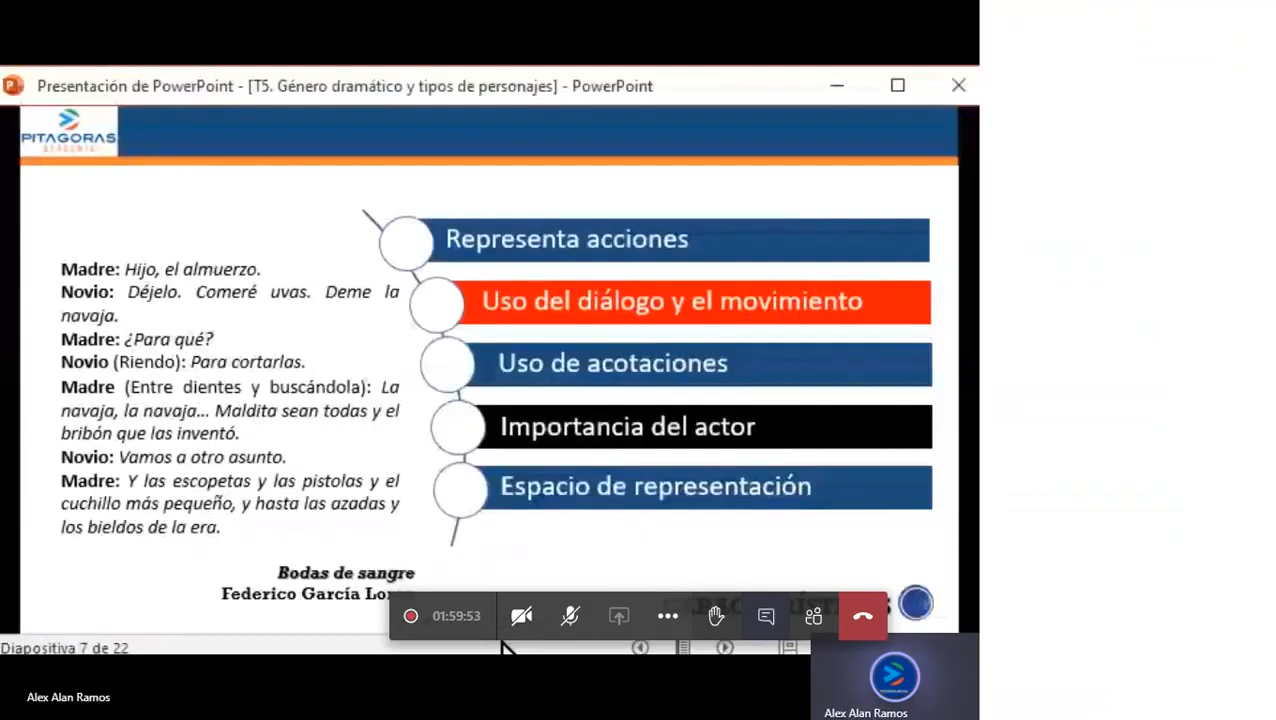 Presentación de PowerPoint - [T5. Género dramático y tipos de personajes] - PowerPoint
PITAGORAS
Madre: Hijo, el almuerzo.
Novio: Déjelo. Comeré uvas. Deme la
navaja.
Madre: ¿Para qué?
Novio (Riendo): Para cortarlas.
Madre (Entre dientes y buscándola): La
navaja, la navaja... Maldita sean todas y el
bribón que las inventó.
Novio: Vamos a otro asunto.
Madre: Y las escopetas y las pistolas y el
cuchillo más pequeño, y hasta las azadas y
los bieldos de la era.
Bodas de sangre
Federico García
Representa acciones
Uso del diálogo y el movimiento
Uso de acotaciones
Importancia del actor
Espacio de representación
01:59:53
Diapositiva 7 de 22
Alex Alan Ramos
Alex Alan Ramos